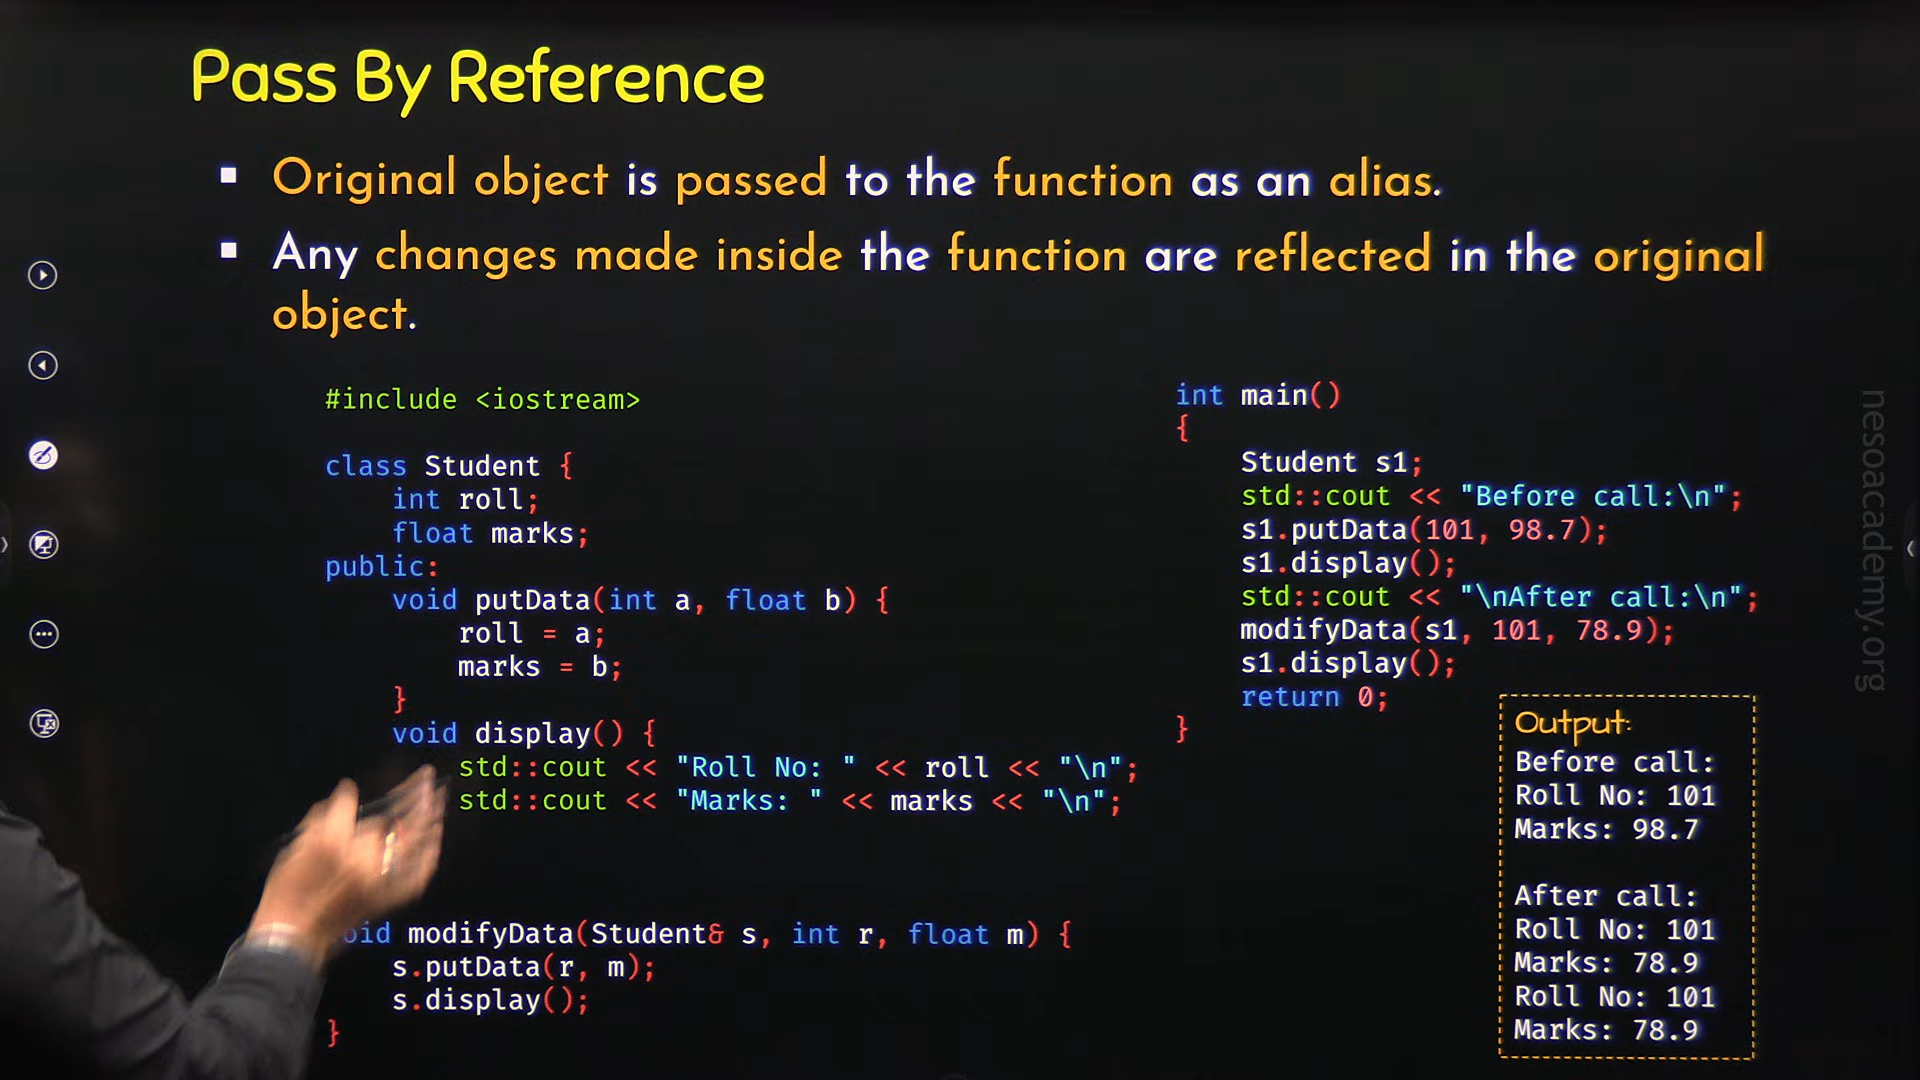 Pass By Reference
▪ Original object is passed to the function as an alias.
▪ Any changes made inside the function are reflected in the original
object.
#include <iostream>
class Student {
int roll;
float marks;
public:
void putData(int a, float b) {
roll = a;
marks = b;
}
void display() {
std::cout << "Roll No: " << roll << "\n";
std::cout << "Marks: " << marks << "\n";
modifyData(Student& s, int r, float m) {
s.putData(r, m);
s.display();
}
int main()
{
Student s1;
std::cout << "Before call:\n";
s1.putData(101, 98.7);
s1.display();
std::cout << "\nAfter call:\n";
modifyData(s1, 101, 78.9);
s1.display();
return 0;
}
Output:
Before call:
Roll No: 101
Marks: 98.7
After call:
Roll No: 101
Marks: 78.9
Roll No: 101
Marks: 78.9
nesoacademy.org